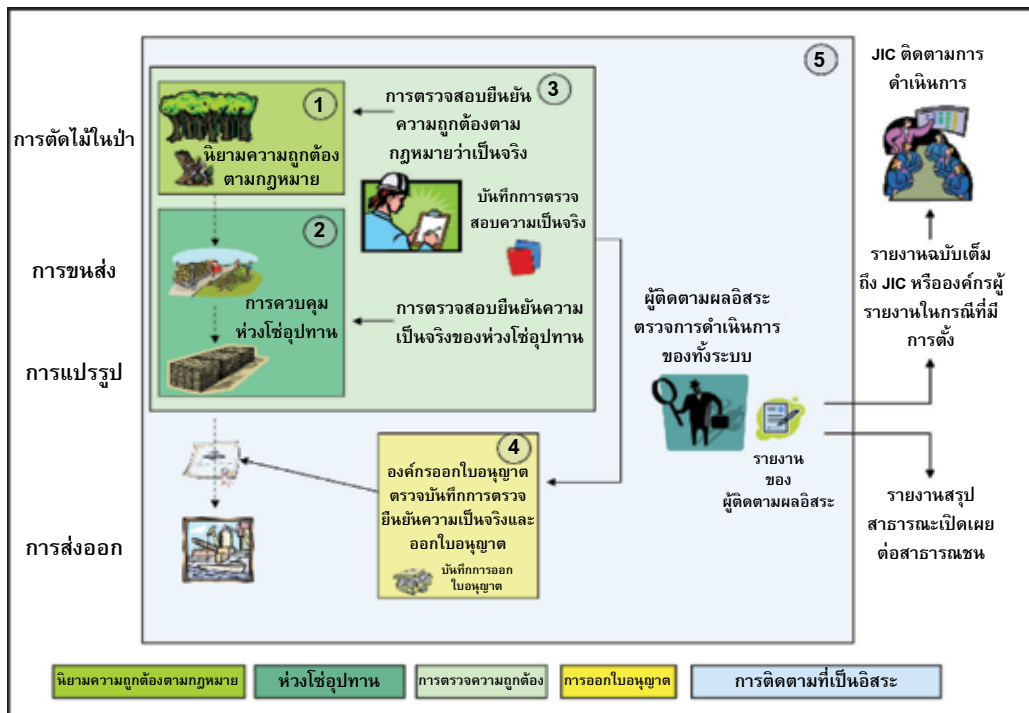 การตัดไม้ในป่า
การขนส่ง
การแปรรูป
การส่งออก
1
นิยามความถูกต้อง
ตามกฎหมาย
2
การควบคุม
ห่วงโซ่อุปทาน
3
การตรวจสอบยืนยัน
ความถูกต้องตาม
กฎหมายว่าเป็นจริง
บันทึกการตรวจ
สอบความเป็นจริง
การตรวจสอบยืนยันความ
เป็นจริงของห่วงโซ่อุปทาน
4
องค์กรออกใบอนุญาต
ตรวจบันทึกการตรวจ
ยืนยันความเป็นจริงและ
ออกใบอนุญาต
บันทึกการออก
ใบอนุญาต
5
ผู้ติดตามผลอิสระ
ตรวจการดำเนินการ
ของทั้งระบบ
รายงาน
ของ
ผู้ติดตามผลอิสระ
JIC ติดตามการ
ดำเนินการ
รายงานฉบับเต็ม
ถึง JIC หรือองค์กรผู้
รายงานในกรณีที่มี
การตั้ง
รายงานสรุป
สาธารณะเปิดเผย
ต่อสาธารณชน
นิยามความถูกต้องตามกฎหมาย
ห่วงโซ่อุปทาน
การตรวจความถูกต้อง
การออกใบอนุญาต
การติดตามที่เป็นอิสระ